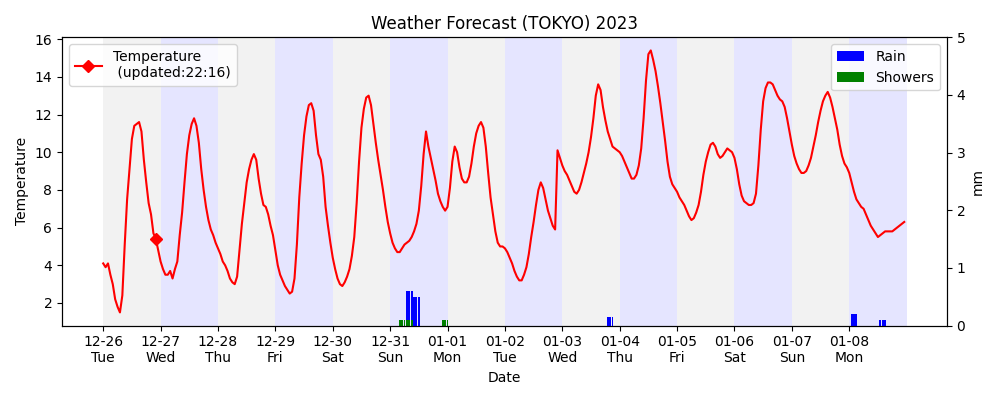 Weather Forecast (TOKYO) 2023
Temperature
(updated:22:16)
Rain
Showers
16
14
12
10
8
6
4
2
Temperature
5
4
3
2
1
0
mm
12-26 12-27 12-28 12-29 12-30 12-31 01-01 01-02 01-03 01-04 01-05 01-06 01-07 01-08
Tue Wed Thu Fri Sat Sun Mon Tue Wed Thu Fri Sat Sun Mon
Date